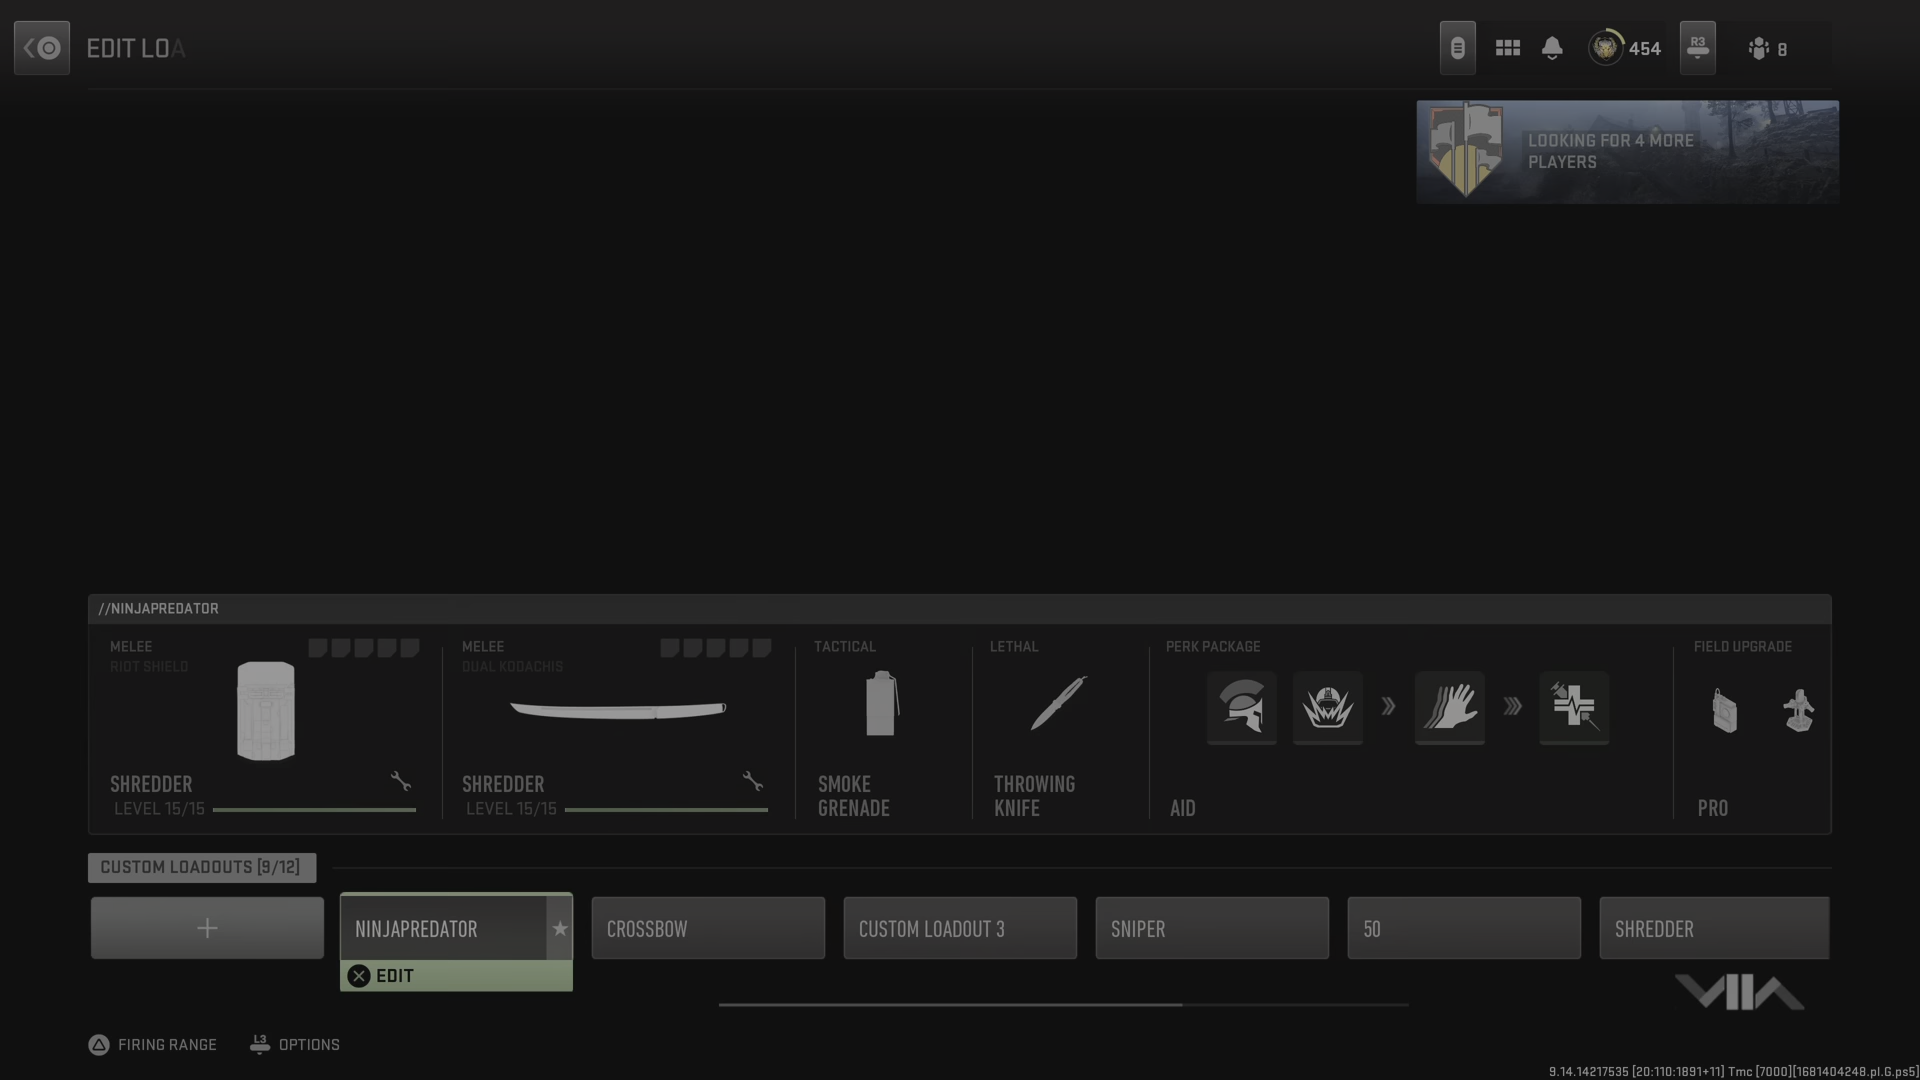 EDIT LOA
454
R3
8
LOOKING FOR 4 MORE
PLAYERS
//NINJAPREDATOR
MELEE
RIOT SHIELD
SHREDDER
LEVEL 15/15
MELEE
DUAL KODACHIS
SHREDDER
LEVEL 15/15
TACTICAL
SMOKE
GRENADE
LETHAL
THROWING
KNIFE
PERK PACKAGE
AID
FIELD UPGRADE
PRO
CUSTOM LOADOUTS [9/12]
NINJAPREDATOR
EDIT
CROSSBOW
CUSTOM LOADOUT 3
SNIPER
50
SHREDDER
FIRING RANGE
L3
OPTIONS
9.14.14217535 [20:110:1891+11] Tmc [7000][1681404248.pl.G.ps5]